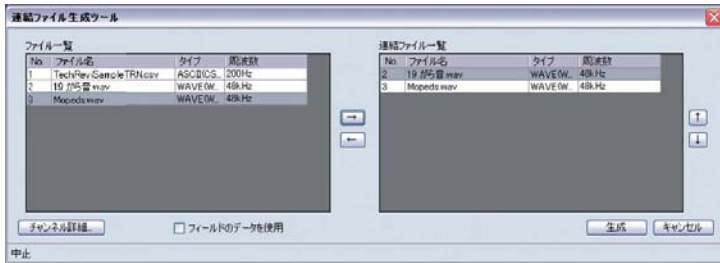 連結ファイル生成ツール
ファイル一覧
No. ファイル名 タイプ 周波数
1 TechRev\SampleTRN.csv ASCII(CS... 200Hz
2 19 がら音.wav WAVE(W... 48kHz
3 Mopeds.wav WAVE(W... 48kHz
→
←
チャンネル詳細...
フィールドのデータを使用
連結ファイル一覧
No. ファイル名 タイプ 周波数
2 19 がら音.wav WAVE(W... 48kHz
3 Mopeds.wav WAVE(W... 48kHz
↑
↓
生成 キャンセル
中止